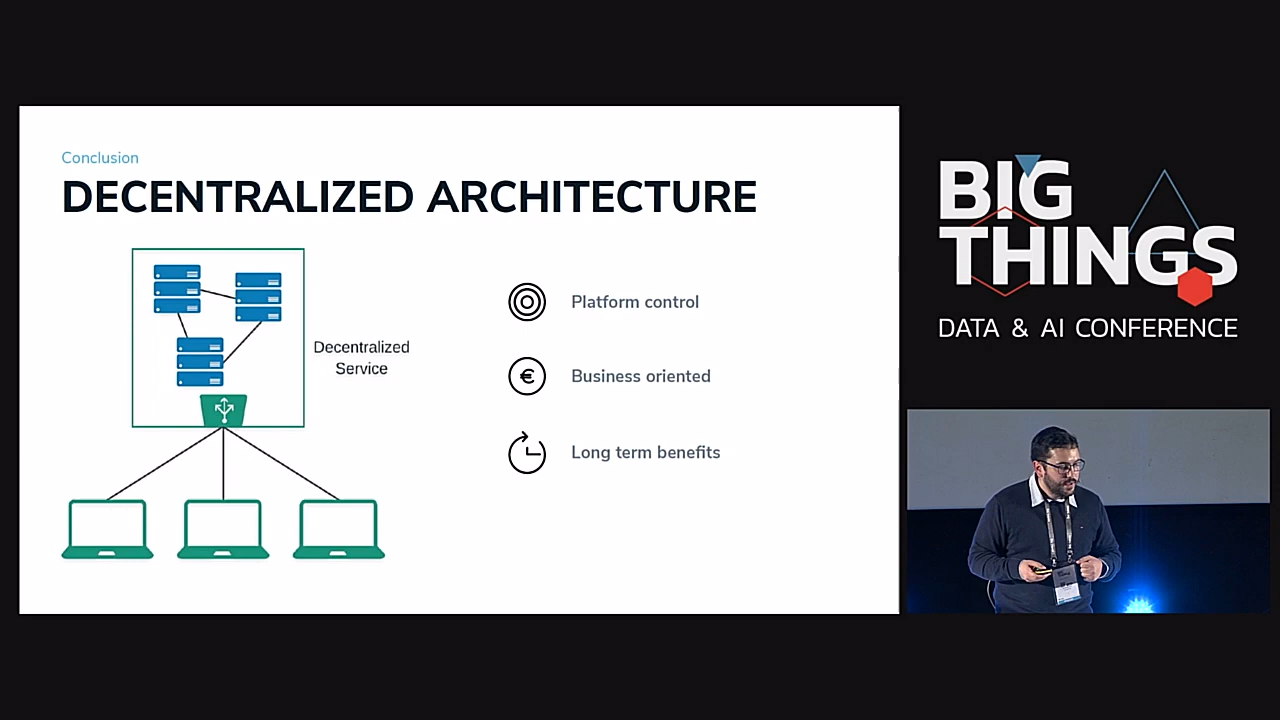 Conclusion
DECENTRALIZED ARCHITECTURE
Decentralized
Service
Platform control
€
Business oriented
Long term benefits
BIG
THINGS
DATA & AI CONFERENCE